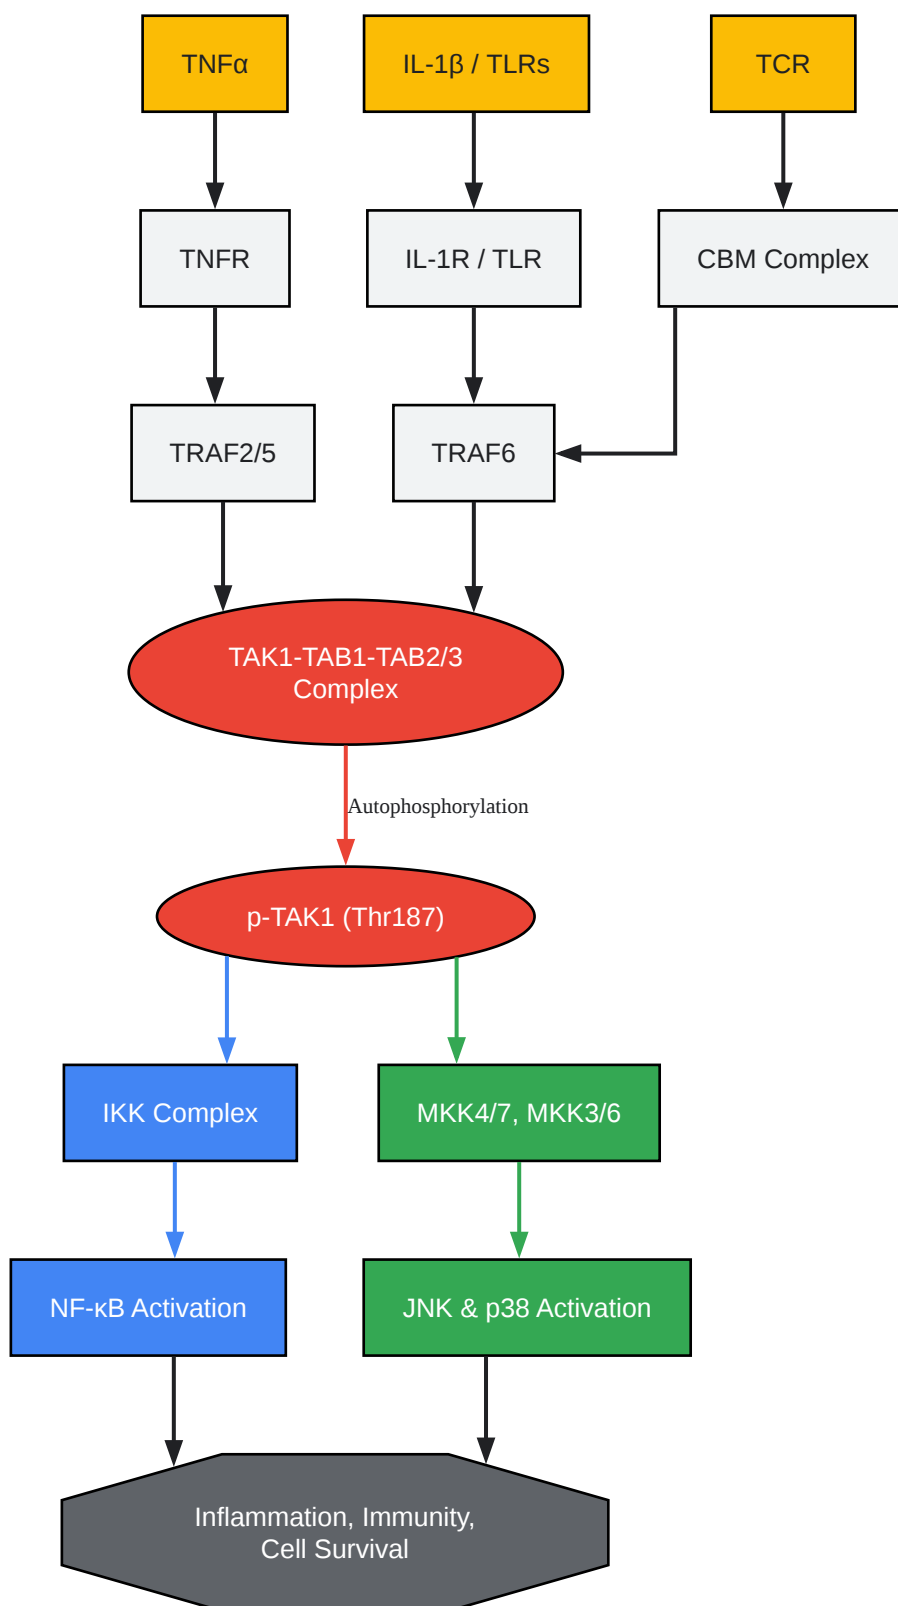 TNFα
IL-1β / TLRs
TCR
TNFR
IL-1R / TLR
CBM Complex
TRAF2/5
TRAF6
TAK1-TAB1-TAB2/3
Complex
Autophosphorylation
p-TAK1 (Thr187)
IKK Complex
MKK4/7, MKK3/6
NF-κB Activation
JNK & p38 Activation
Inflammation, Immunity,
Cell Survival